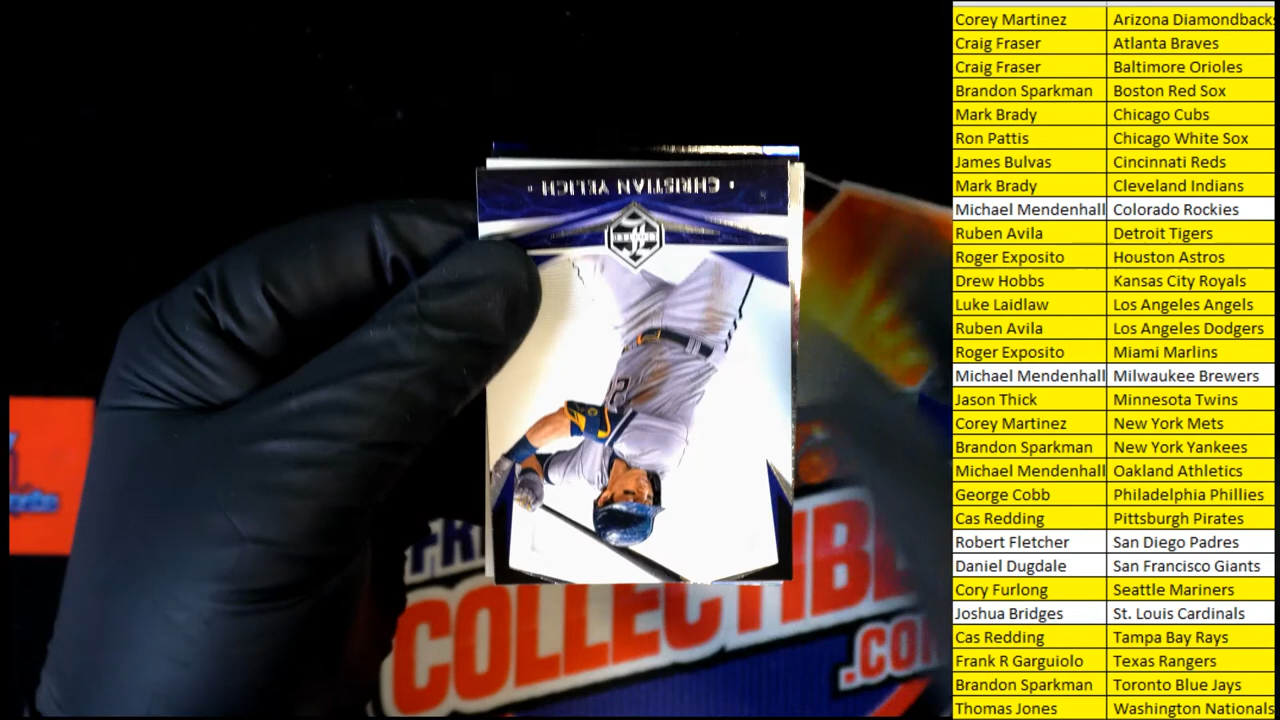 Corey Martinez Arizona Diamondback
Craig Fraser Atlanta Braves
Craig Fraser Baltimore Orioles
Brandon Sparkman Boston Red Sox
Mark Brady Chicago Cubs
Ron Pattis Chicago White Sox
James Bulvas Cincinnati Reds
Mark Brady Cleveland Indians
Michael Mendenhall Colorado Rockies
Ruben Avila Detroit Tigers
Roger Exposito Houston Astros
Drew Hobbs Kansas City Royals
Luke Laidlaw Los Angeles Angels
Ruben Avila Los Angeles Dodgers
Roger Exposito Miami Marlins
Michael Mendenhall Milwaukee Brewers
Jason Thick Minnesota Twins
Corey Martinez New York Mets
Brandon Sparkman New York Yankees
Michael Mendenhall Oakland Athletics
George Cobb Philadelphia Phillies
Cas Redding Pittsburgh Pirates
Robert Fletcher San Diego Padres
Daniel Dugdale San Francisco Giants
Cory Furlong Seattle Mariners
Joshua Bridges St. Louis Cardinals
Cas Redding Tampa Bay Rays
Frank R Garguiolo Texas Rangers
Brandon Sparkman Toronto Blue Jays
Thomas Jones Washington Nationals
· CHRISTIAN YELICH ·
LIMITED
22
FRI
COLLECTIBL
.CO